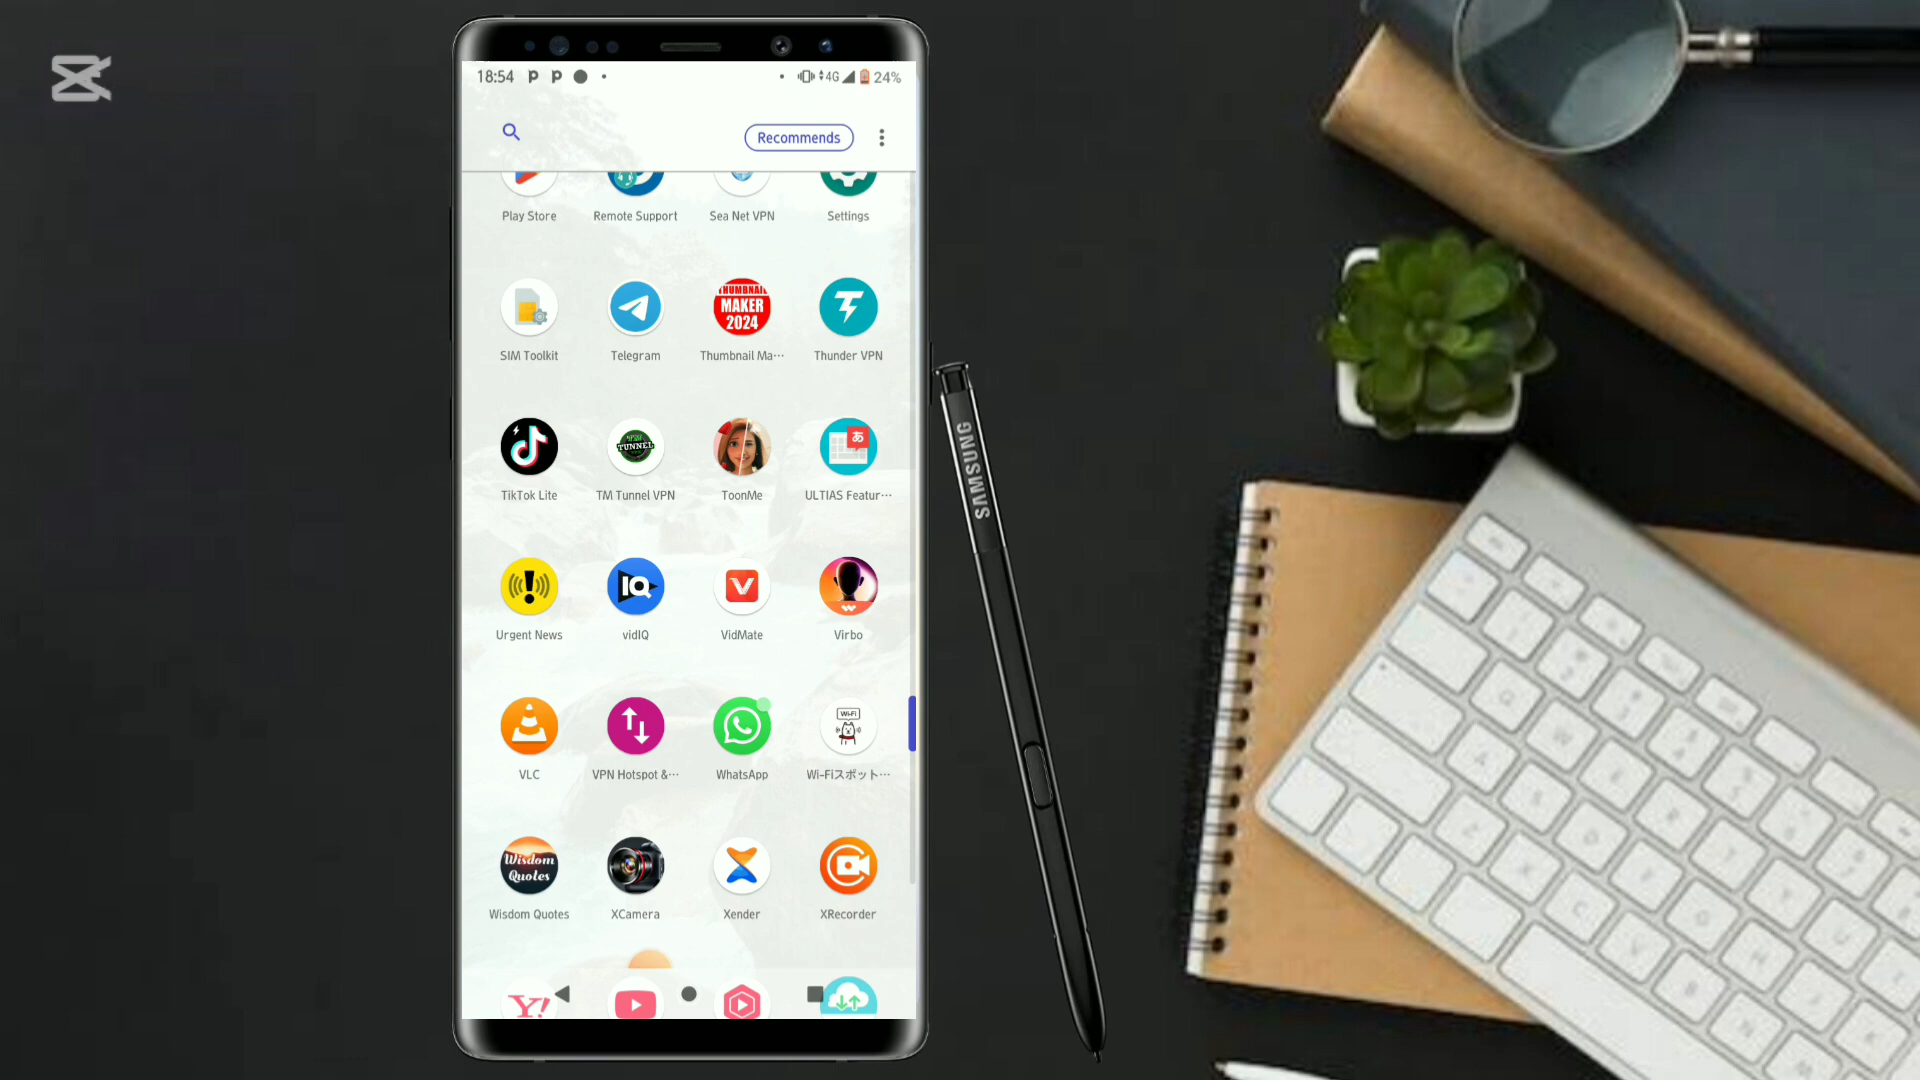 18:54
4G 24%
Recommends
Play Store Remote Support Sea Net VPN Settings
THUMBNAIL
MAKER
2024
SIM Toolkit Telegram Thumbnail Ma… Thunder VPN
TUNNEL
あ
TikTok Lite TM Tunnel VPN ToonMe ULTIAS Featur…
IQ
Urgent News vidIQ VidMate Virbo
Wi-Fi
VLC VPN Hotspot &… WhatsApp Wi-Fiスポット…
Wisdom
Quotes
Wisdom Quotes XCamera Xender XRecorder
Y!
SAMSUNG